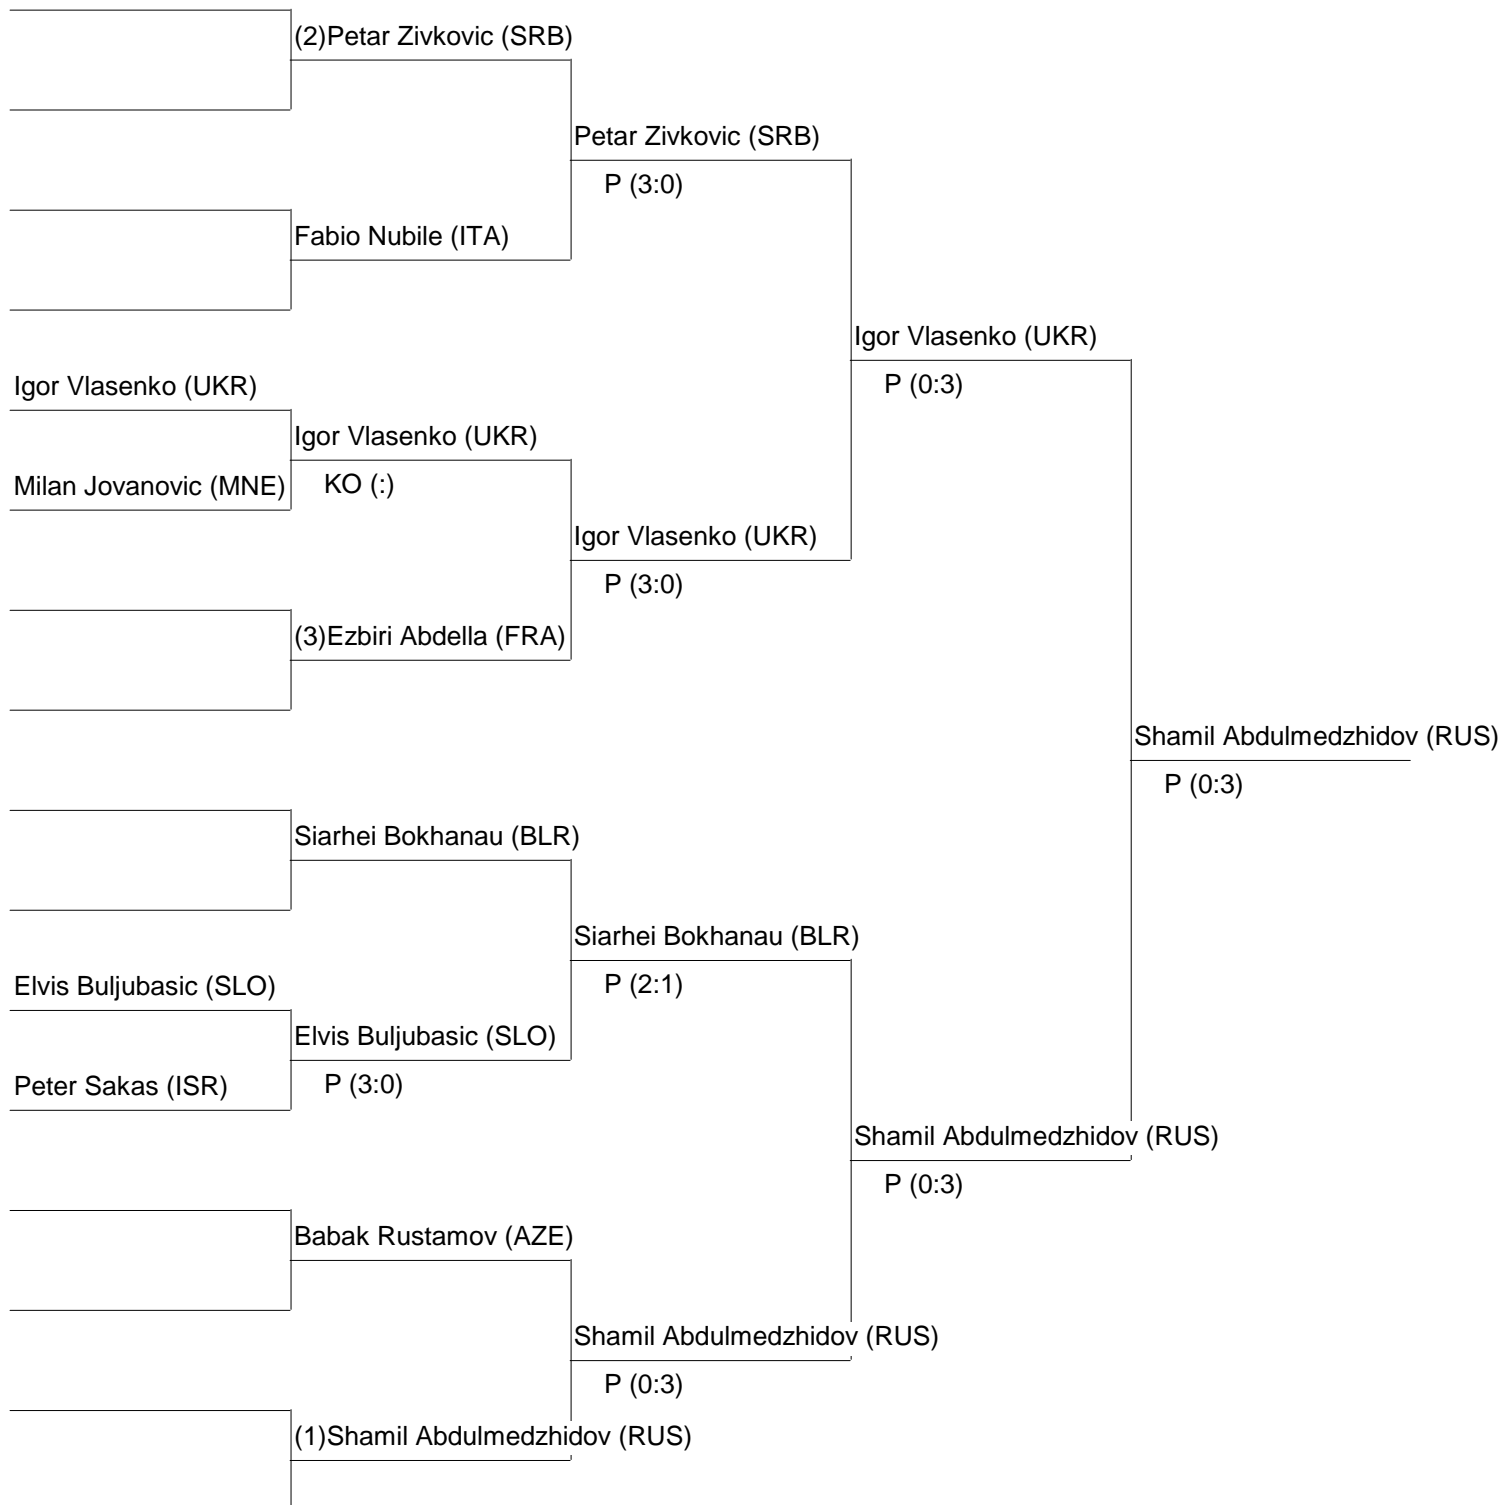 (2)Petar Zivkovic (SRB)
Petar Zivkovic (SRB)
P (3:0)
Fabio Nubile (ITA)
Igor Vlasenko (UKR)
P (0:3)
Igor Vlasenko (UKR)
Igor Vlasenko (UKR)
KO (:)
Milan Jovanovic (MNE)
Igor Vlasenko (UKR)
P (3:0)
(3)Ezbiri Abdella (FRA)
Shamil Abdulmedzhidov (RUS)
P (0:3)
Siarhei Bokhanau (BLR)
Siarhei Bokhanau (BLR)
P (2:1)
Elvis Buljubasic (SLO)
Elvis Buljubasic (SLO)
P (3:0)
Peter Sakas (ISR)
Shamil Abdulmedzhidov (RUS)
P (0:3)
Babak Rustamov (AZE)
Shamil Abdulmedzhidov (RUS)
P (0:3)
(1)Shamil Abdulmedzhidov (RUS)